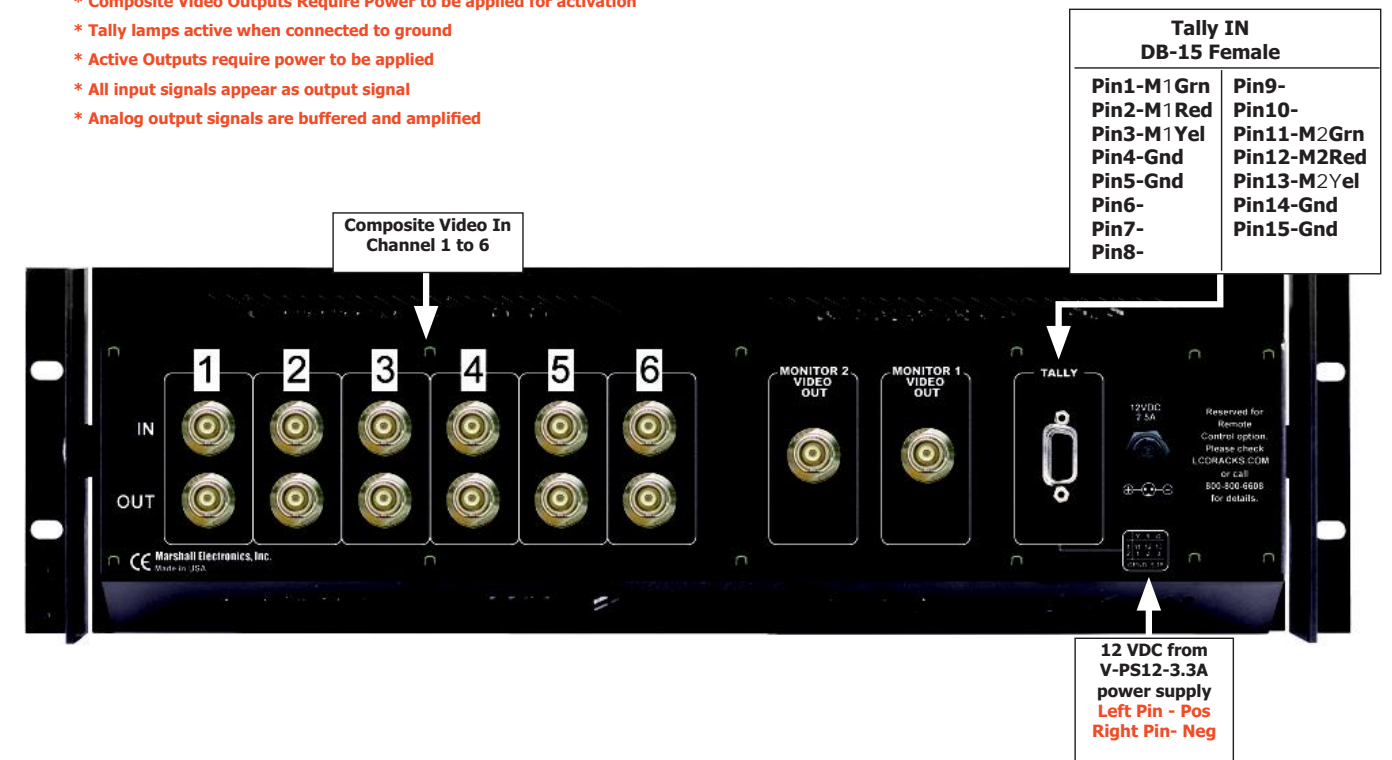 * Composite Video Outputs Require Power to be applied for activation
* Tally lamps active when connected to ground
* Active Outputs require power to be applied
* All input signals appear as output signal
* Analog output signals are buffered and amplified
Tally IN
DB-15 Female
Pin1-M1Grn
Pin2-M1Red
Pin3-M1Yel
Pin4-Gnd
Pin5-Gnd
Pin6-
Pin7-
Pin8-
Pin9-
Pin10-
Pin11-M2Grn
Pin12-M2Red
Pin13-M2Yel
Pin14-Gnd
Pin15-Gnd
Composite Video In
Channel 1 to 6
1 2 3 4 5 6
IN
OUT
MONITOR 2
VIDEO
OUT
MONITOR 1
VIDEO
OUT
TALLY
12VDC
Reserved for
Remote
Control option.
Please check
LCDRACKS.COM
or call
800-800-6608
for details.
CE Marshall Electronics, Inc.
Made in USA
12 VDC from
V-PS12-3.3A
power supply
Left Pin - Pos
Right Pin- Neg